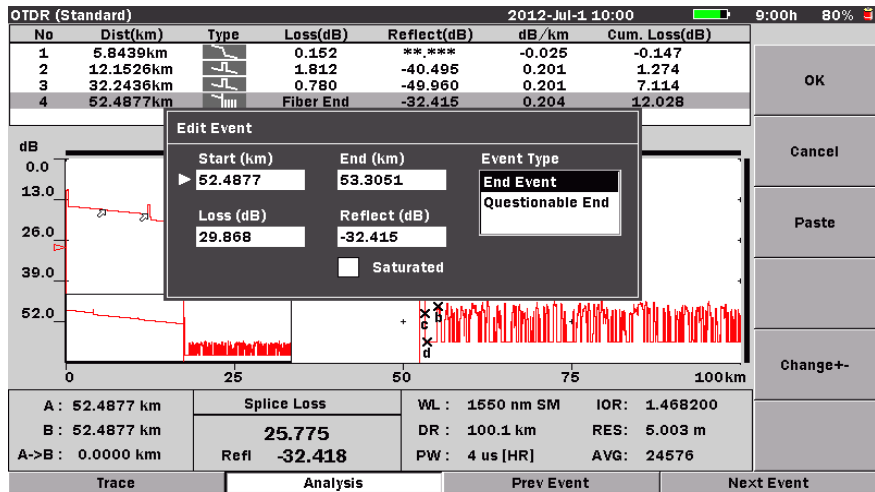 OTDR (Standard) 2012-Jul-1 10:00 9:00h 80%
No Dist(km) Type Loss(dB) Reflect(dB) dB/km Cum. Loss(dB)
1 5.8439km 0.152 **.*** -0.025 -0.147
2 12.1526km 1.812 -40.495 0.201 1.274
3 32.2436km 0.780 -49.960 0.201 7.114
4 52.4877km Fiber End -32.415 0.204 12.028
OK
Cancel
Paste
Change+-
Edit Event
Start (km) End (km) Event Type
52.4877 53.3051 End Event
Questionable End
Loss (dB) Reflect (dB)
29.868 -32.415
Saturated
dB
0.0
13.0
26.0
39.0
52.0
c b
d
0 25 50 75 100km
A: 52.4877 km Splice Loss WL: 1550 nm SM IOR: 1.468200
B: 52.4877 km 25.775 DR: 100.1 km RES: 5.003 m
A->B: 0.0000 km Refl -32.418 PW: 4 us [HR] AVG: 24576
Trace Analysis Prev Event Next Event